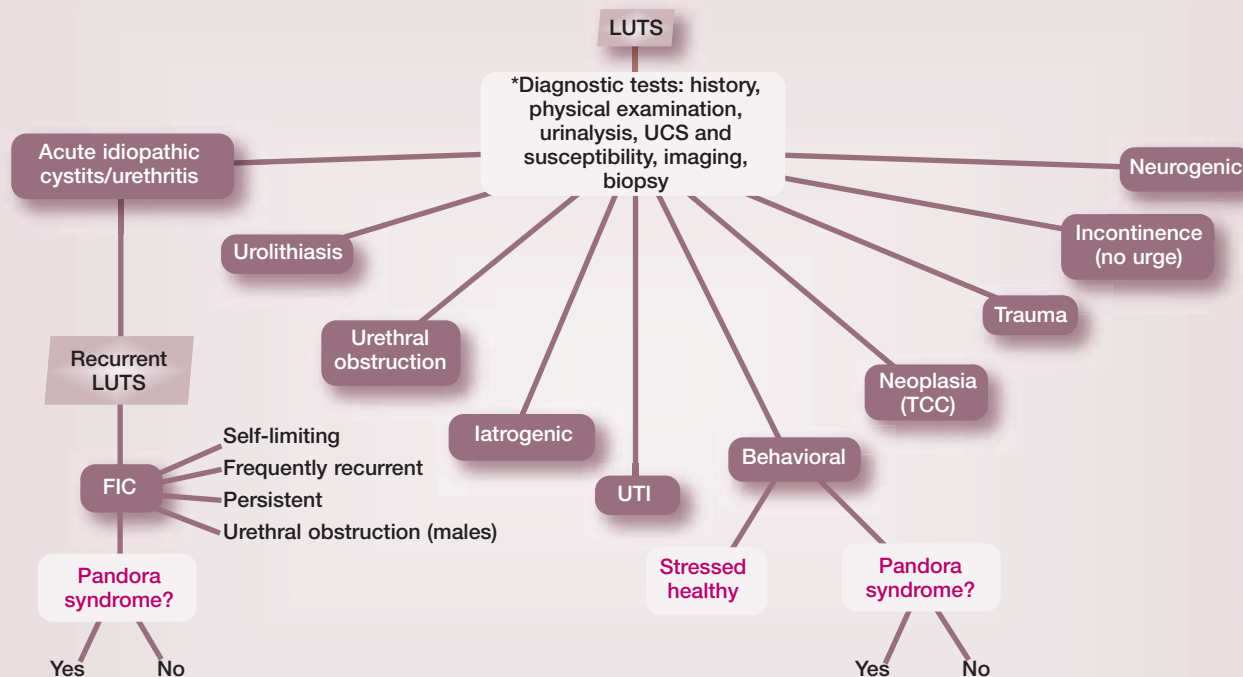 LUTS
*Diagnostic tests: history,
physical examination,
urinalysis, UCS and
susceptibility, imaging,
biopsy
Acute idiopathic
cystits/urethritis
Neurogenic
Urolithiasis
Incontinence
(no urge)
Urethral
obstruction
Trauma
Recurrent
LUTS
Neoplasia
(TCC)
Iatrogenic
Behavioral
UTI
FIC
Self-limiting
Frequently recurrent
Persistent
Urethral obstruction (males)
Pandora
syndrome?
Yes
No
Stressed
healthy
Pandora
syndrome?
Yes
No